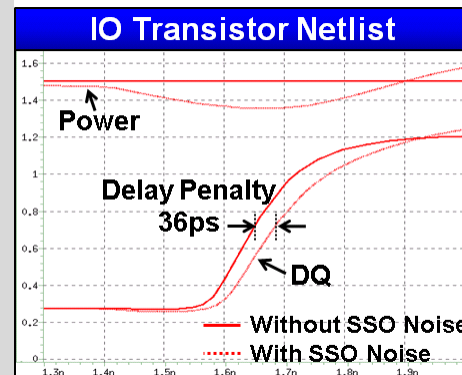 IO Transistor Netlist
1.6
1.4
Power
1.2
1
Delay Penalty
0.8
36ps
0.6
DQ
0.4
Without SSO Noise
0.2
With SSO Noise
0
1.3n 1.4n 1.5n 1.6n 1.7n 1.8n 1.9n